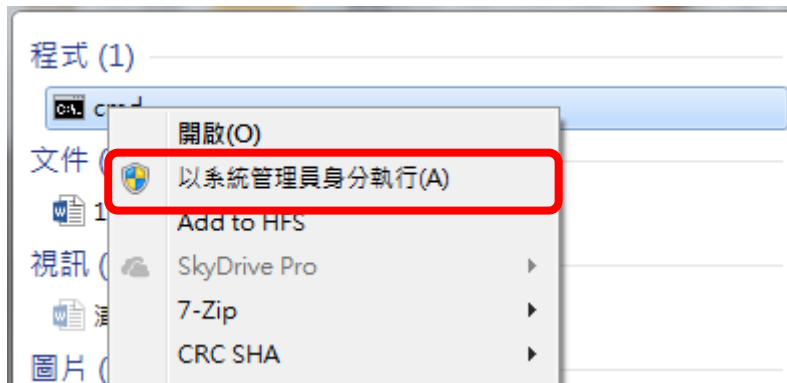 程式 (1)
cmd
開啟(O)
文件 (
以系統管理員身分執行(A)
1
Add to HFS
視訊 (
SkyDrive Pro
7-Zip
圖片 (
CRC SHA